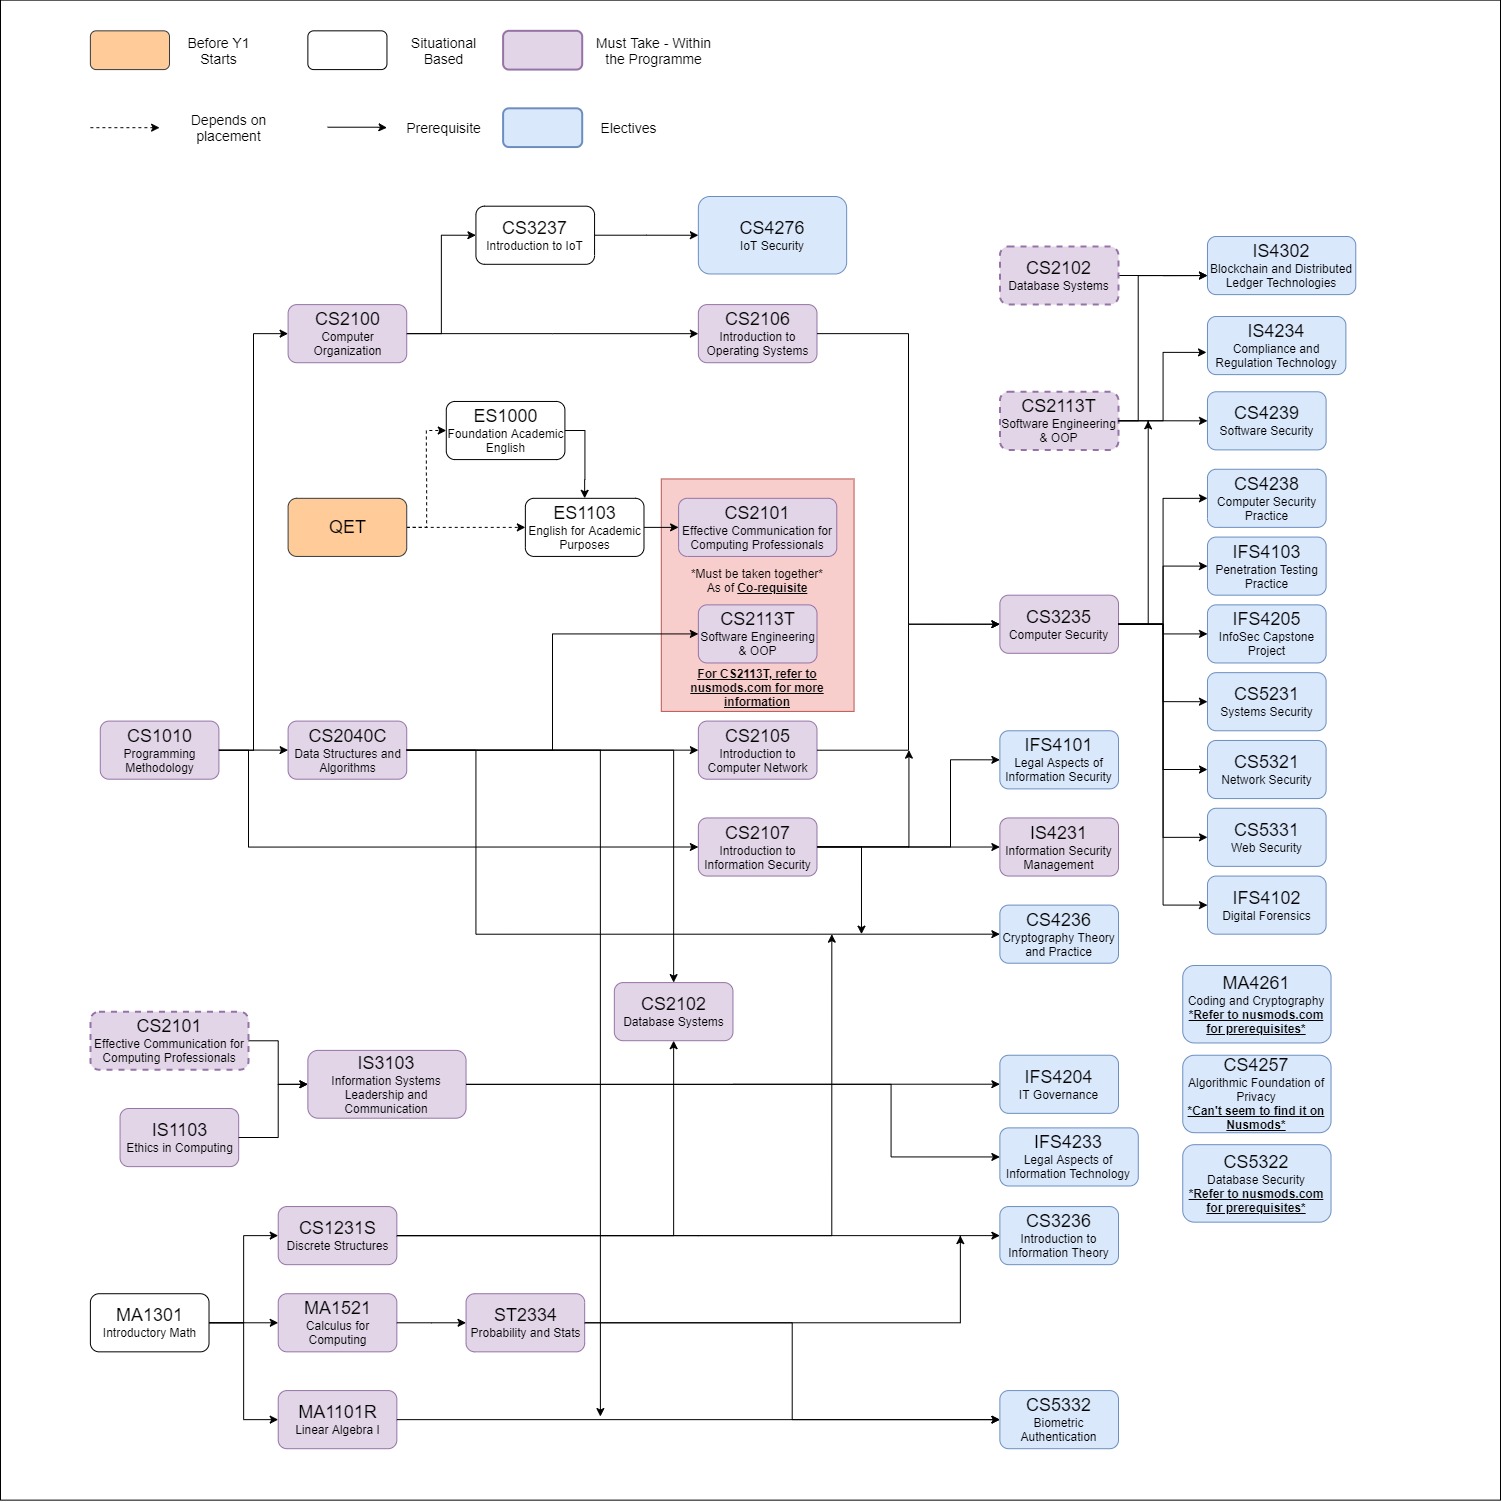 Before Y1
Starts
Situational
Based
Must Take - Within
the Programme
Depends on
placement
Prerequisite
Electives
CS3237
Introduction to IoT
CS4276
IoT Security
CS2102
Database Systems
IS4302
Blockchain and Distributed
Ledger Technologies
CS2100
Computer
Organization
CS2106
Introduction to
Operating Systems
IS4234
Compliance and
Regulation Technology
ES1000
Foundation Academic
English
CS2113T
Software Engineering
& OOP
CS4239
Software Security
QET
ES1103
English for Academic
Purposes
CS2101
Effective Communication for
Computing Professionals
*Must be taken together*
As of Co-requisite
CS2113T
Software Engineering
& OOP
For CS2113T, refer to
nusmods.com for more
information
CS3235
Computer Security
CS4238
Computer Security
Practice
IFS4103
Penetration Testing
Practice
IFS4205
InfoSec Capstone
Project
CS5231
Systems Security
CS5321
Network Security
CS5331
Web Security
IFS4102
Digital Forensics
CS1010
Programming
Methodology
CS2040C
Data Structures and
Algorithms
CS2105
Introduction to
Computer Network
IFS4101
Legal Aspects of
Information Security
CS2107
Introduction to
Information Security
IS4231
Information Security
Management
CS4236
Cryptography Theory
and Practice
CS2102
Database Systems
MA4261
Coding and Cryptography
*Refer to nusmods.com
for prerequisites*
CS2101
Effective Communication for
Computing Professionals
IS3103
Information Systems
Leadership and
Communication
IFS4204
IT Governance
CS4257
Algorithmic Foundation of
Privacy
*Can't seem to find it on
Nusmods*
IS1103
Ethics in Computing
IFS4233
Legal Aspects of
Information Technology
CS5322
Database Security
*Refer to nusmods.com
for prerequisites*
CS1231S
Discrete Structures
CS3236
Introduction to
Information Theory
MA1301
Introductory Math
MA1521
Calculus for
Computing
ST2334
Probability and Stats
MA1101R
Linear Algebra I
CS5332
Biometric
Authentication